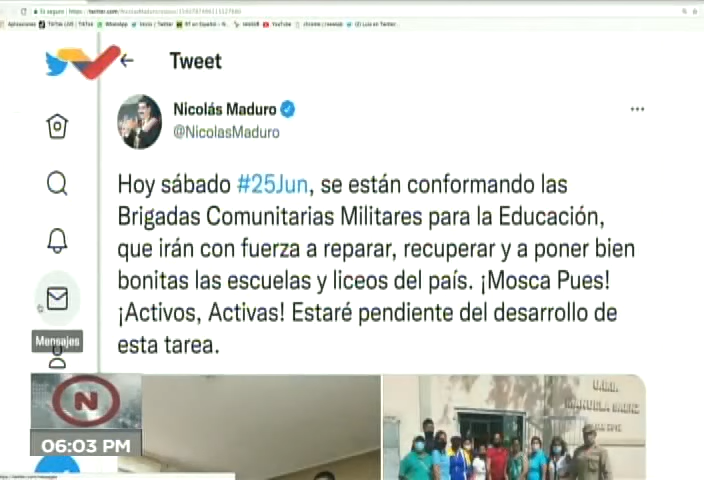 Tweet
Nicolás Maduro
@NicolasMaduro
Hoy sábado #25Jun, se están conformando las
Brigadas Comunitarias Militares para la Educación,
que irán con fuerza a reparar, recuperar y a poner bien
bonitas las escuelas y liceos del país. ¡Mosca Pues!
¡Activos, Activas! Estaré pendiente del desarrollo de
esta tarea.
Mensajes
N
06:03 PM
MANUELA SAENZ